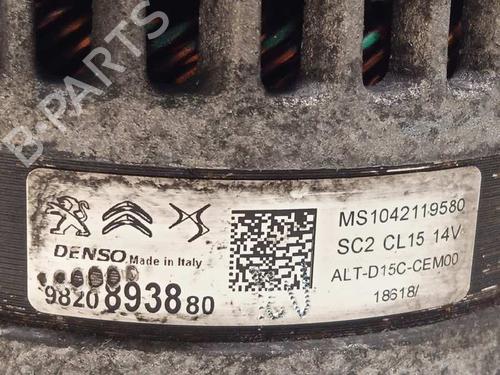 B-PARTS
DENSO Made in Italy
9820893880
MS1042119580
SC2 CL15 14V
ALT-D15C-CEM00
18618/